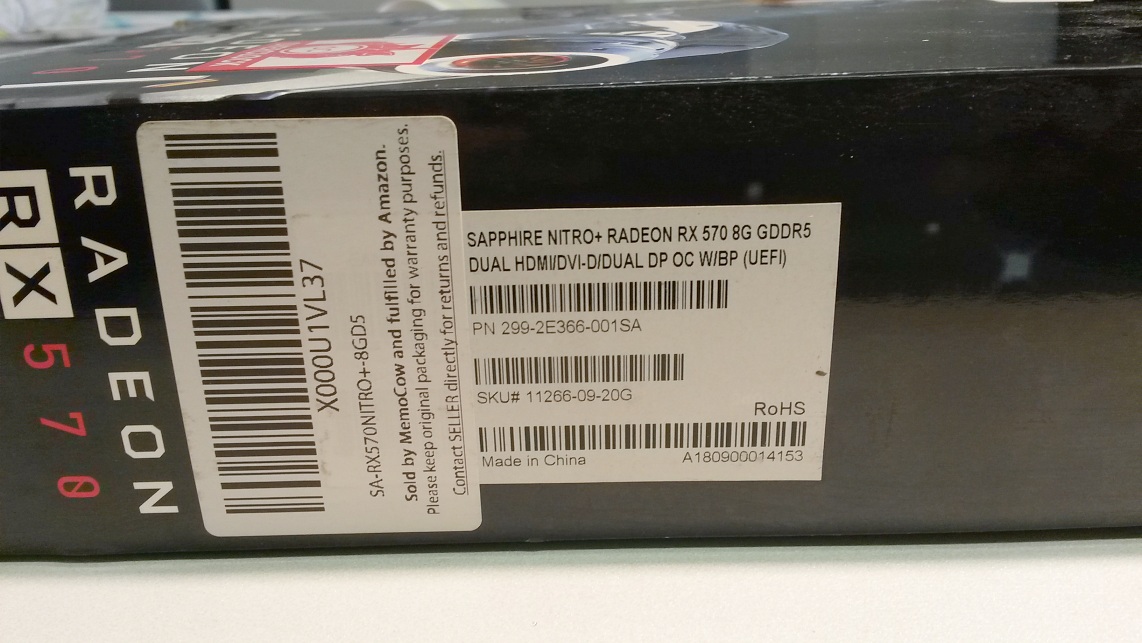 RADEON
RX 570
X000U1VL37
SA-RX570NITRO+-8GD5
Sold by MemoCow and fulfilled by Amazon.
Please keep original packaging for warranty purposes.
Contact SELLER directly for returns and refunds.
SAPPHIRE NITRO+ RADEON RX 570 8G GDDR5
DUAL HDMI/DVI-D/DUAL DP OC W/BP (UEFI)
PN 299-2E366-001SA
SKU# 11266-09-20G
RoHS
Made in China
A180900014153